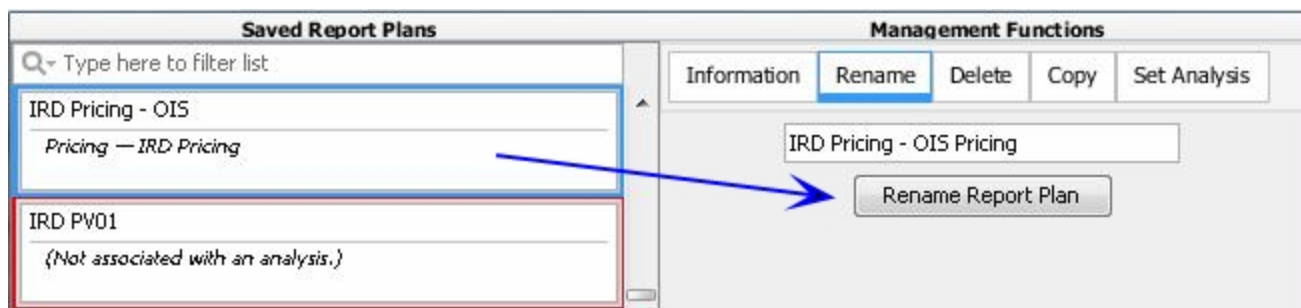 Saved Report Plans
Type here to filter list
IRD Pricing - OIS
Pricing — IRD Pricing
IRD PV01
(Not associated with an analysis.)
Management Functions
Information Rename Delete Copy Set Analysis
IRD Pricing - OIS Pricing
Rename Report Plan